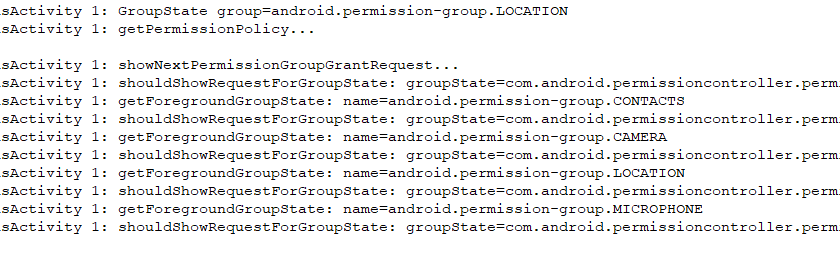 sActivity 1: GroupState group=android.permission-group.LOCATION
sActivity 1: getPermissionPolicy...
sActivity 1: showNextPermissionGroupGrantRequest...
sActivity 1: shouldShowRequestForGroupState: groupState=com.android.permissioncontroller.perm
sActivity 1: getForegroundGroupState: name=android.permission-group.CONTACTS
sActivity 1: shouldShowRequestForGroupState: groupState=com.android.permissioncontroller.perm
sActivity 1: getForegroundGroupState: name=android.permission-group.CAMERA
sActivity 1: shouldShowRequestForGroupState: groupState=com.android.permissioncontroller.perm
sActivity 1: getForegroundGroupState: name=android.permission-group.LOCATION
sActivity 1: shouldShowRequestForGroupState: groupState=com.android.permissioncontroller.perm
sActivity 1: getForegroundGroupState: name=android.permission-group.MICROPHONE
sActivity 1: shouldShowRequestForGroupState: groupState=com.android.permissioncontroller.perm